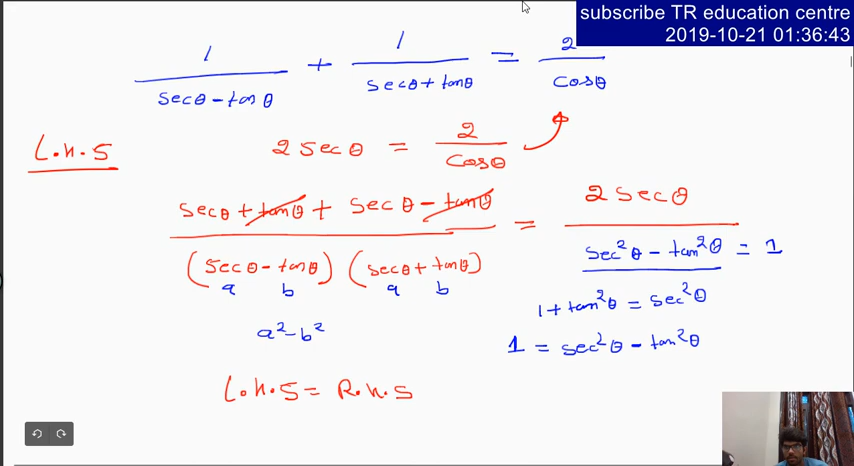 subscribe TR education centre
2019-10-21 01:36:43
1/(secθ - tanθ) + 1/(secθ + tanθ) = 2/cosθ
L.H.S
2 secθ = 2/cosθ
(secθ + tanθ + secθ - tanθ)/((secθ - tanθ)(secθ + tanθ)) = 2 secθ/(sec²θ - tan²θ) = 1
a b a b
1 + tan²θ = sec²θ
a² - b²
1 = sec²θ - tan²θ
L.H.S = R.H.S